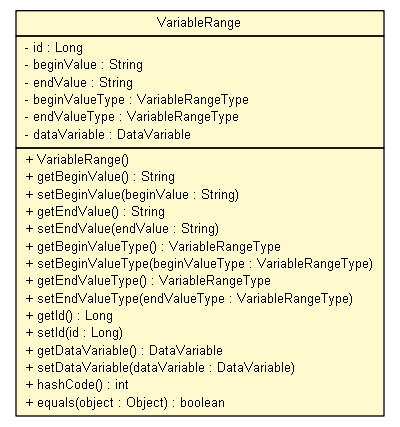 VariableRange
- id : Long
- beginValue : String
- endValue : String
- beginValueType : VariableRangeType
- endValueType : VariableRangeType
- dataVariable : DataVariable
+ VariableRange()
+ getBeginValue() : String
+ setBeginValue(beginValue : String)
+ getEndValue() : String
+ setEndValue(endValue : String)
+ getBeginValueType() : VariableRangeType
+ setBeginValueType(beginValueType : VariableRangeType)
+ getEndValueType() : VariableRangeType
+ setEndValueType(endValueType : VariableRangeType)
+ getId() : Long
+ setId(id : Long)
+ getDataVariable() : DataVariable
+ setDataVariable(dataVariable : DataVariable)
+ hashCode() : int
+ equals(object : Object) : boolean